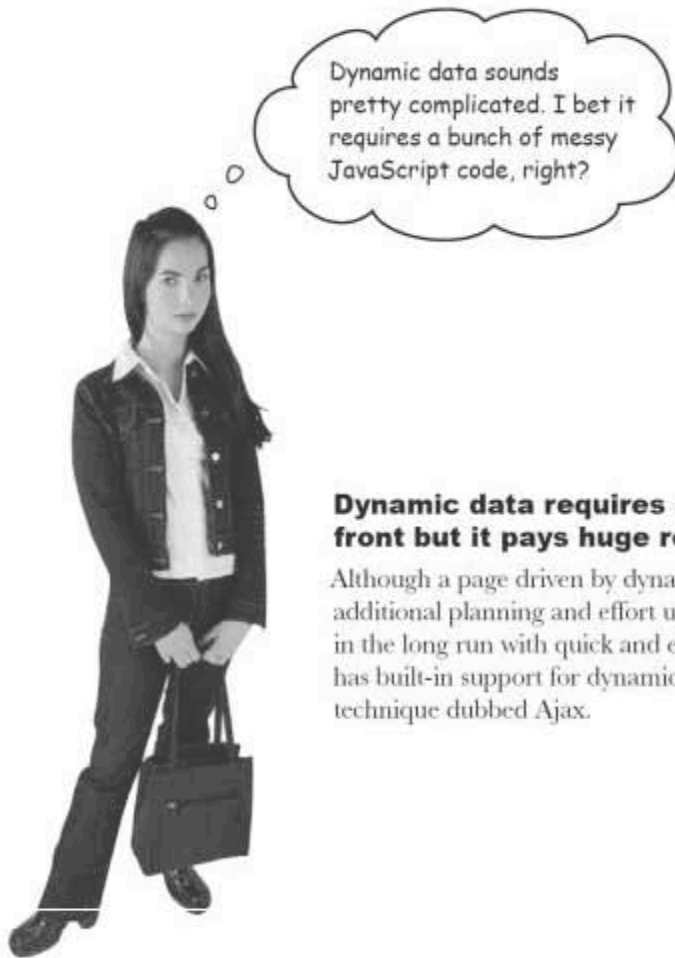 Dynamic data sounds
pretty complicated. I bet it
requires a bunch of messy
JavaScript code, right?
Dynamic data requires
front but it pays huge
Although a page driven by
additional planning and effort
in the long run with quick and
has built-in support for dynamic
technique dubbed Ajax.